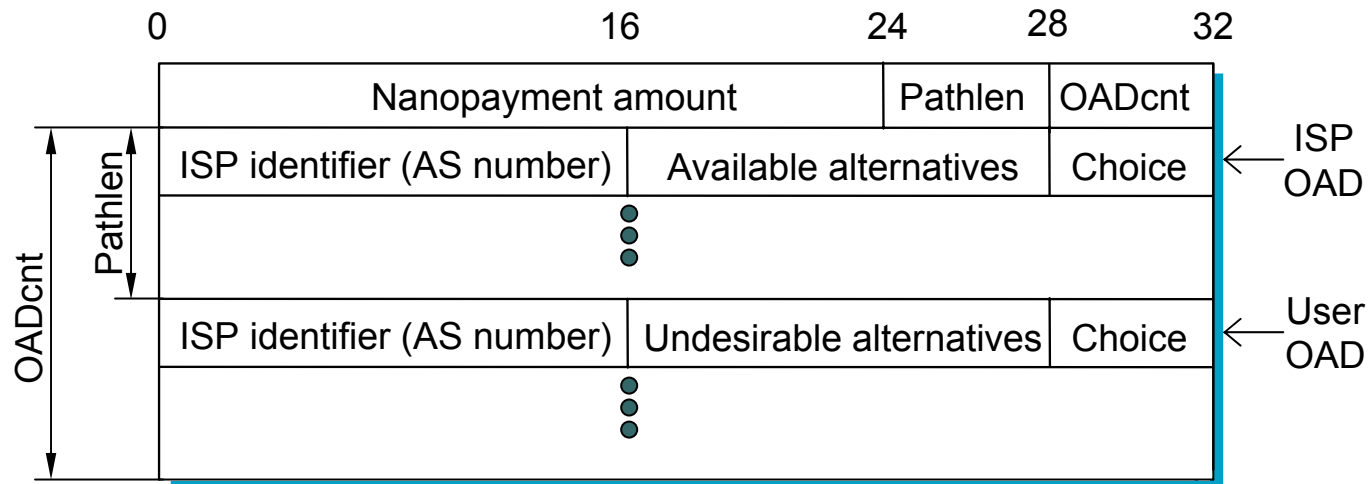 0 16 24 28 32
Nanopayment amount Pathlen OADcnt
ISP identifier (AS number) Available alternatives Choice
ISP
OAD
Pathlen
OADcnt
ISP identifier (AS number) Undesirable alternatives Choice
User
OAD